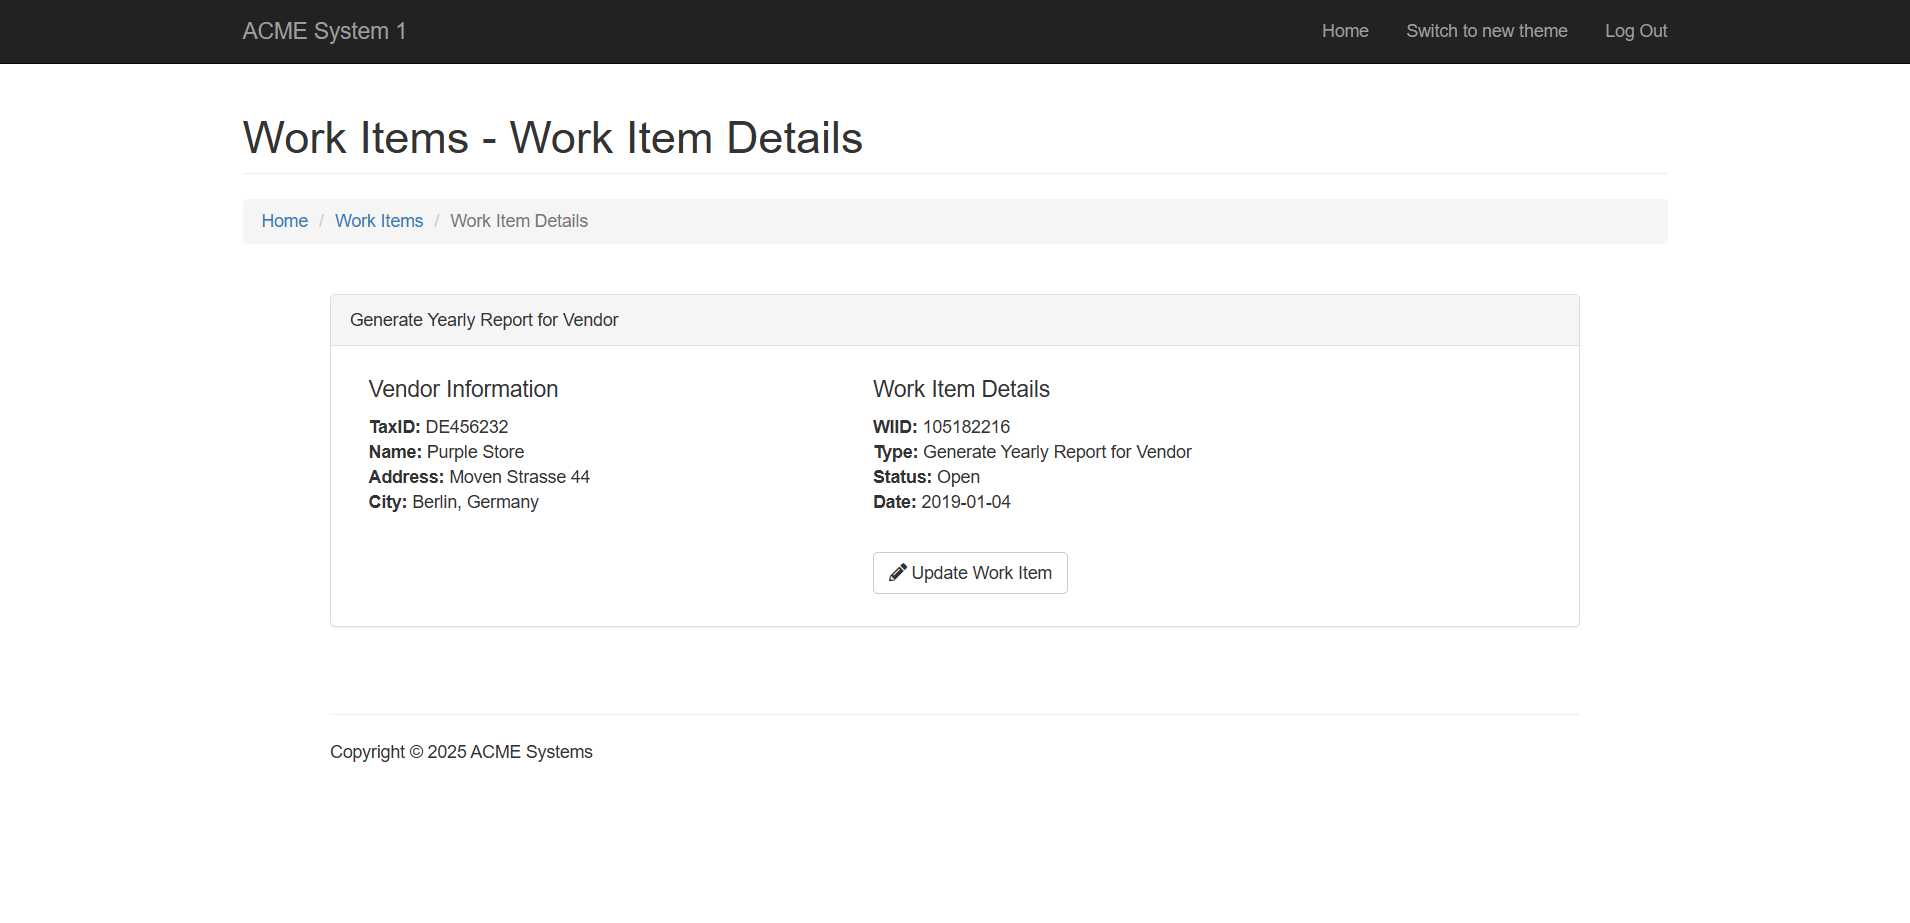 ACME System 1
Home
Switch to new theme
Log Out
Work Items - Work Item Details
Home / Work Items / Work Item Details
Generate Yearly Report for Vendor
Vendor Information
TaxID: DE456232
Name: Purple Store
Address: Moven Strasse 44
City: Berlin, Germany
Work Item Details
WIID: 105182216
Type: Generate Yearly Report for Vendor
Status: Open
Date: 2019-01-04
Update Work Item
Copyright © 2025 ACME Systems